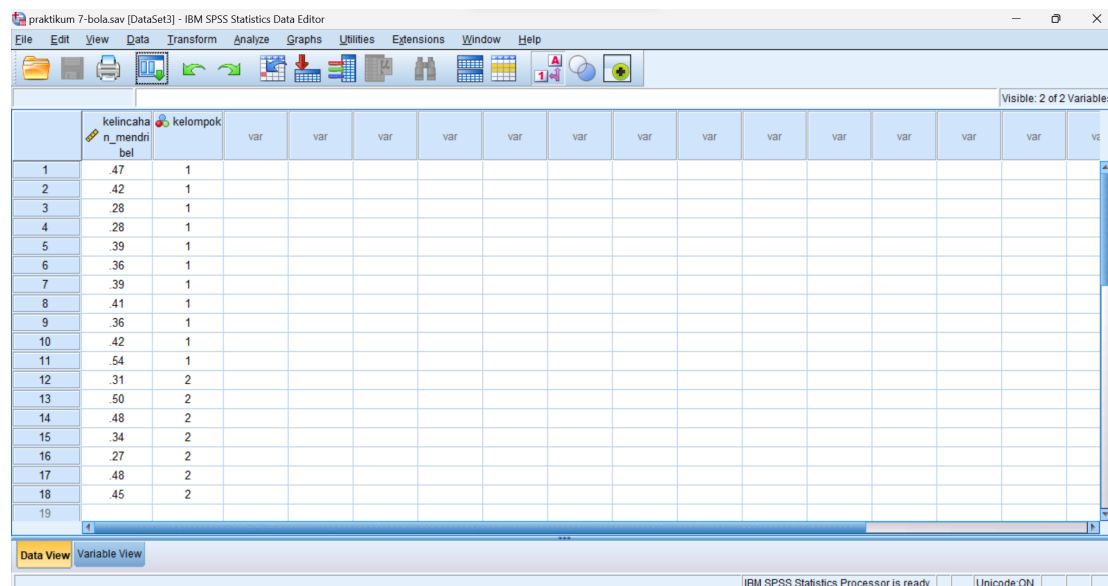 praktikum 7-bola.sav [DataSet3] - IBM SPSS Statistics Data Editor
File Edit View Data Transform Analyze Graphs Utilities Extensions Window Help
Visible: 2 of 2 Variable
kelincaha
n_mendri
bel
kelompok var var var var var var var var var var var var var va
1 .47 1
2 .42 1
3 .28 1
4 .28 1
5 .39 1
6 .36 1
7 .39 1
8 .41 1
9 .36 1
10 .42 1
11 .54 1
12 .31 2
13 .50 2
14 .48 2
15 .34 2
16 .27 2
17 .48 2
18 .45 2
19
Data View Variable View
IBM SPSS Statistics Processor is ready Unicode:ON